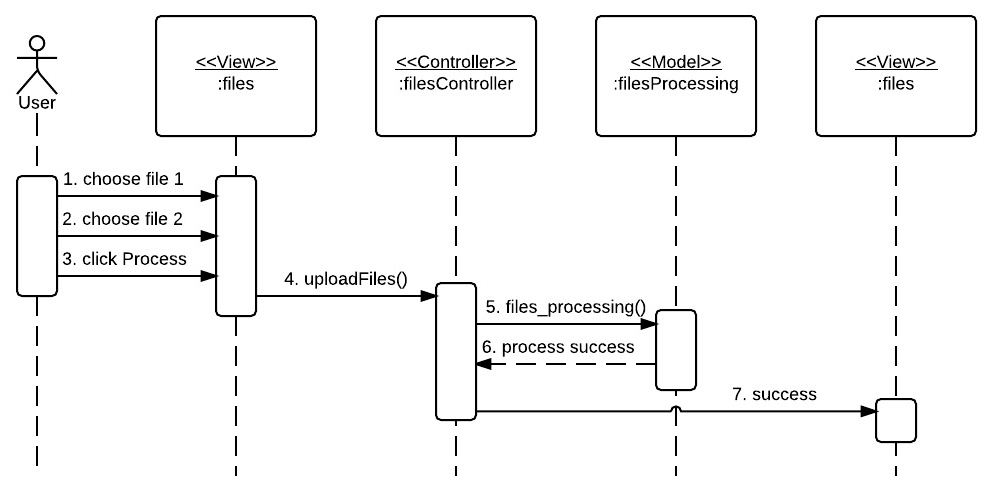 <<View>>
:files
<<Controller>>
:filesController
<<Model>>
:filesProcessing
<<View>>
:files
User
1. choose file 1
2. choose file 2
3. click Process
4. uploadFiles()
5. files_processing()
6. process success
7. success